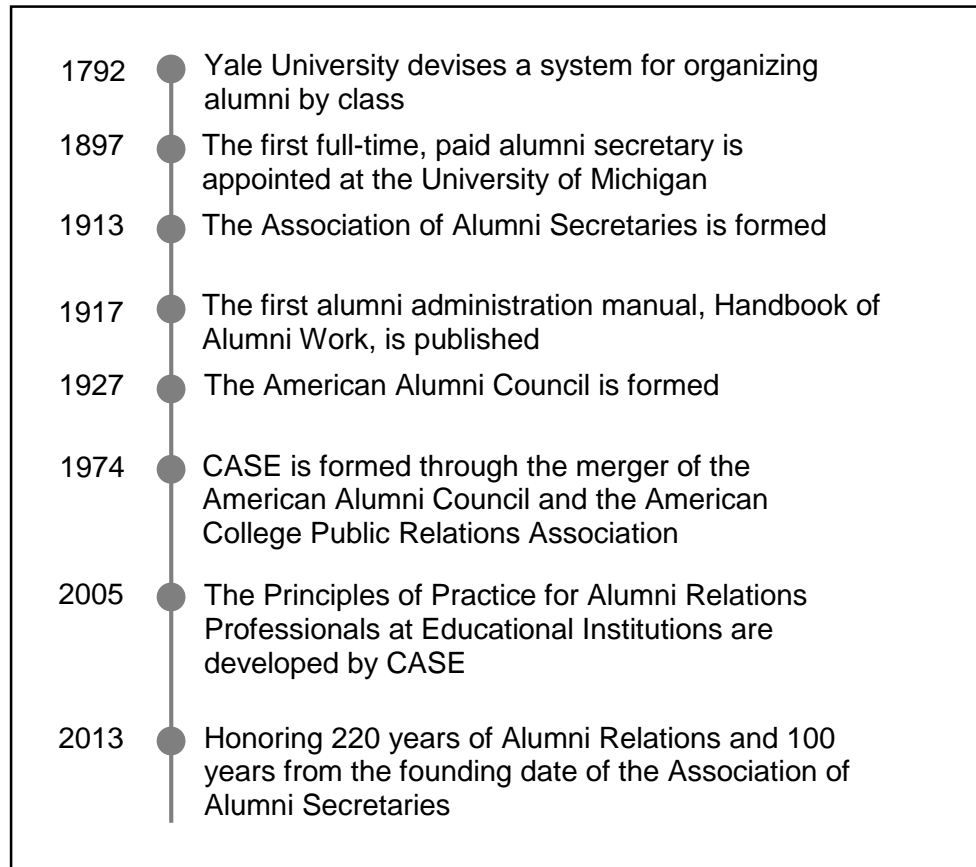 1792 Yale University devises a system for organizing
alumni by class
1897 The first full-time, paid alumni secretary is
appointed at the University of Michigan
1913 The Association of Alumni Secretaries is formed
1917 The first alumni administration manual, Handbook of
Alumni Work, is published
1927 The American Alumni Council is formed
1974 CASE is formed through the merger of the
American Alumni Council and the American
College Public Relations Association
2005 The Principles of Practice for Alumni Relations
Professionals at Educational Institutions are
developed by CASE
2013 Honoring 220 years of Alumni Relations and 100
years from the founding date of the Association of
Alumni Secretaries